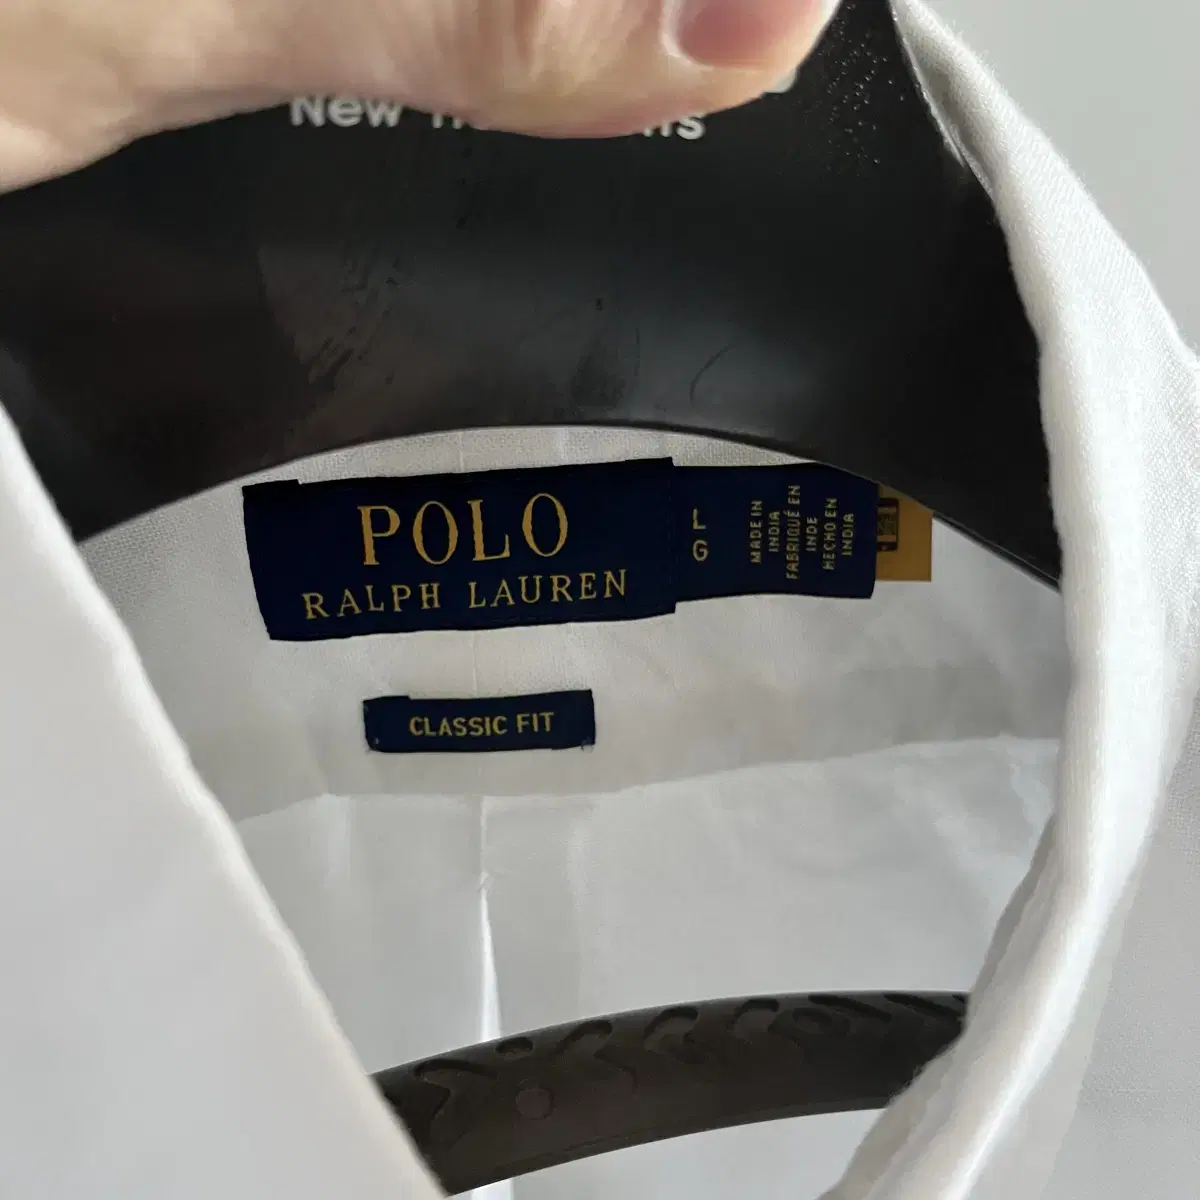 New
POLO
RALPH LAUREN
L
G
MADE IN
INDIA
FABRIQUÉ EN
INDE
HECHO EN
INDIA
CLASSIC FIT